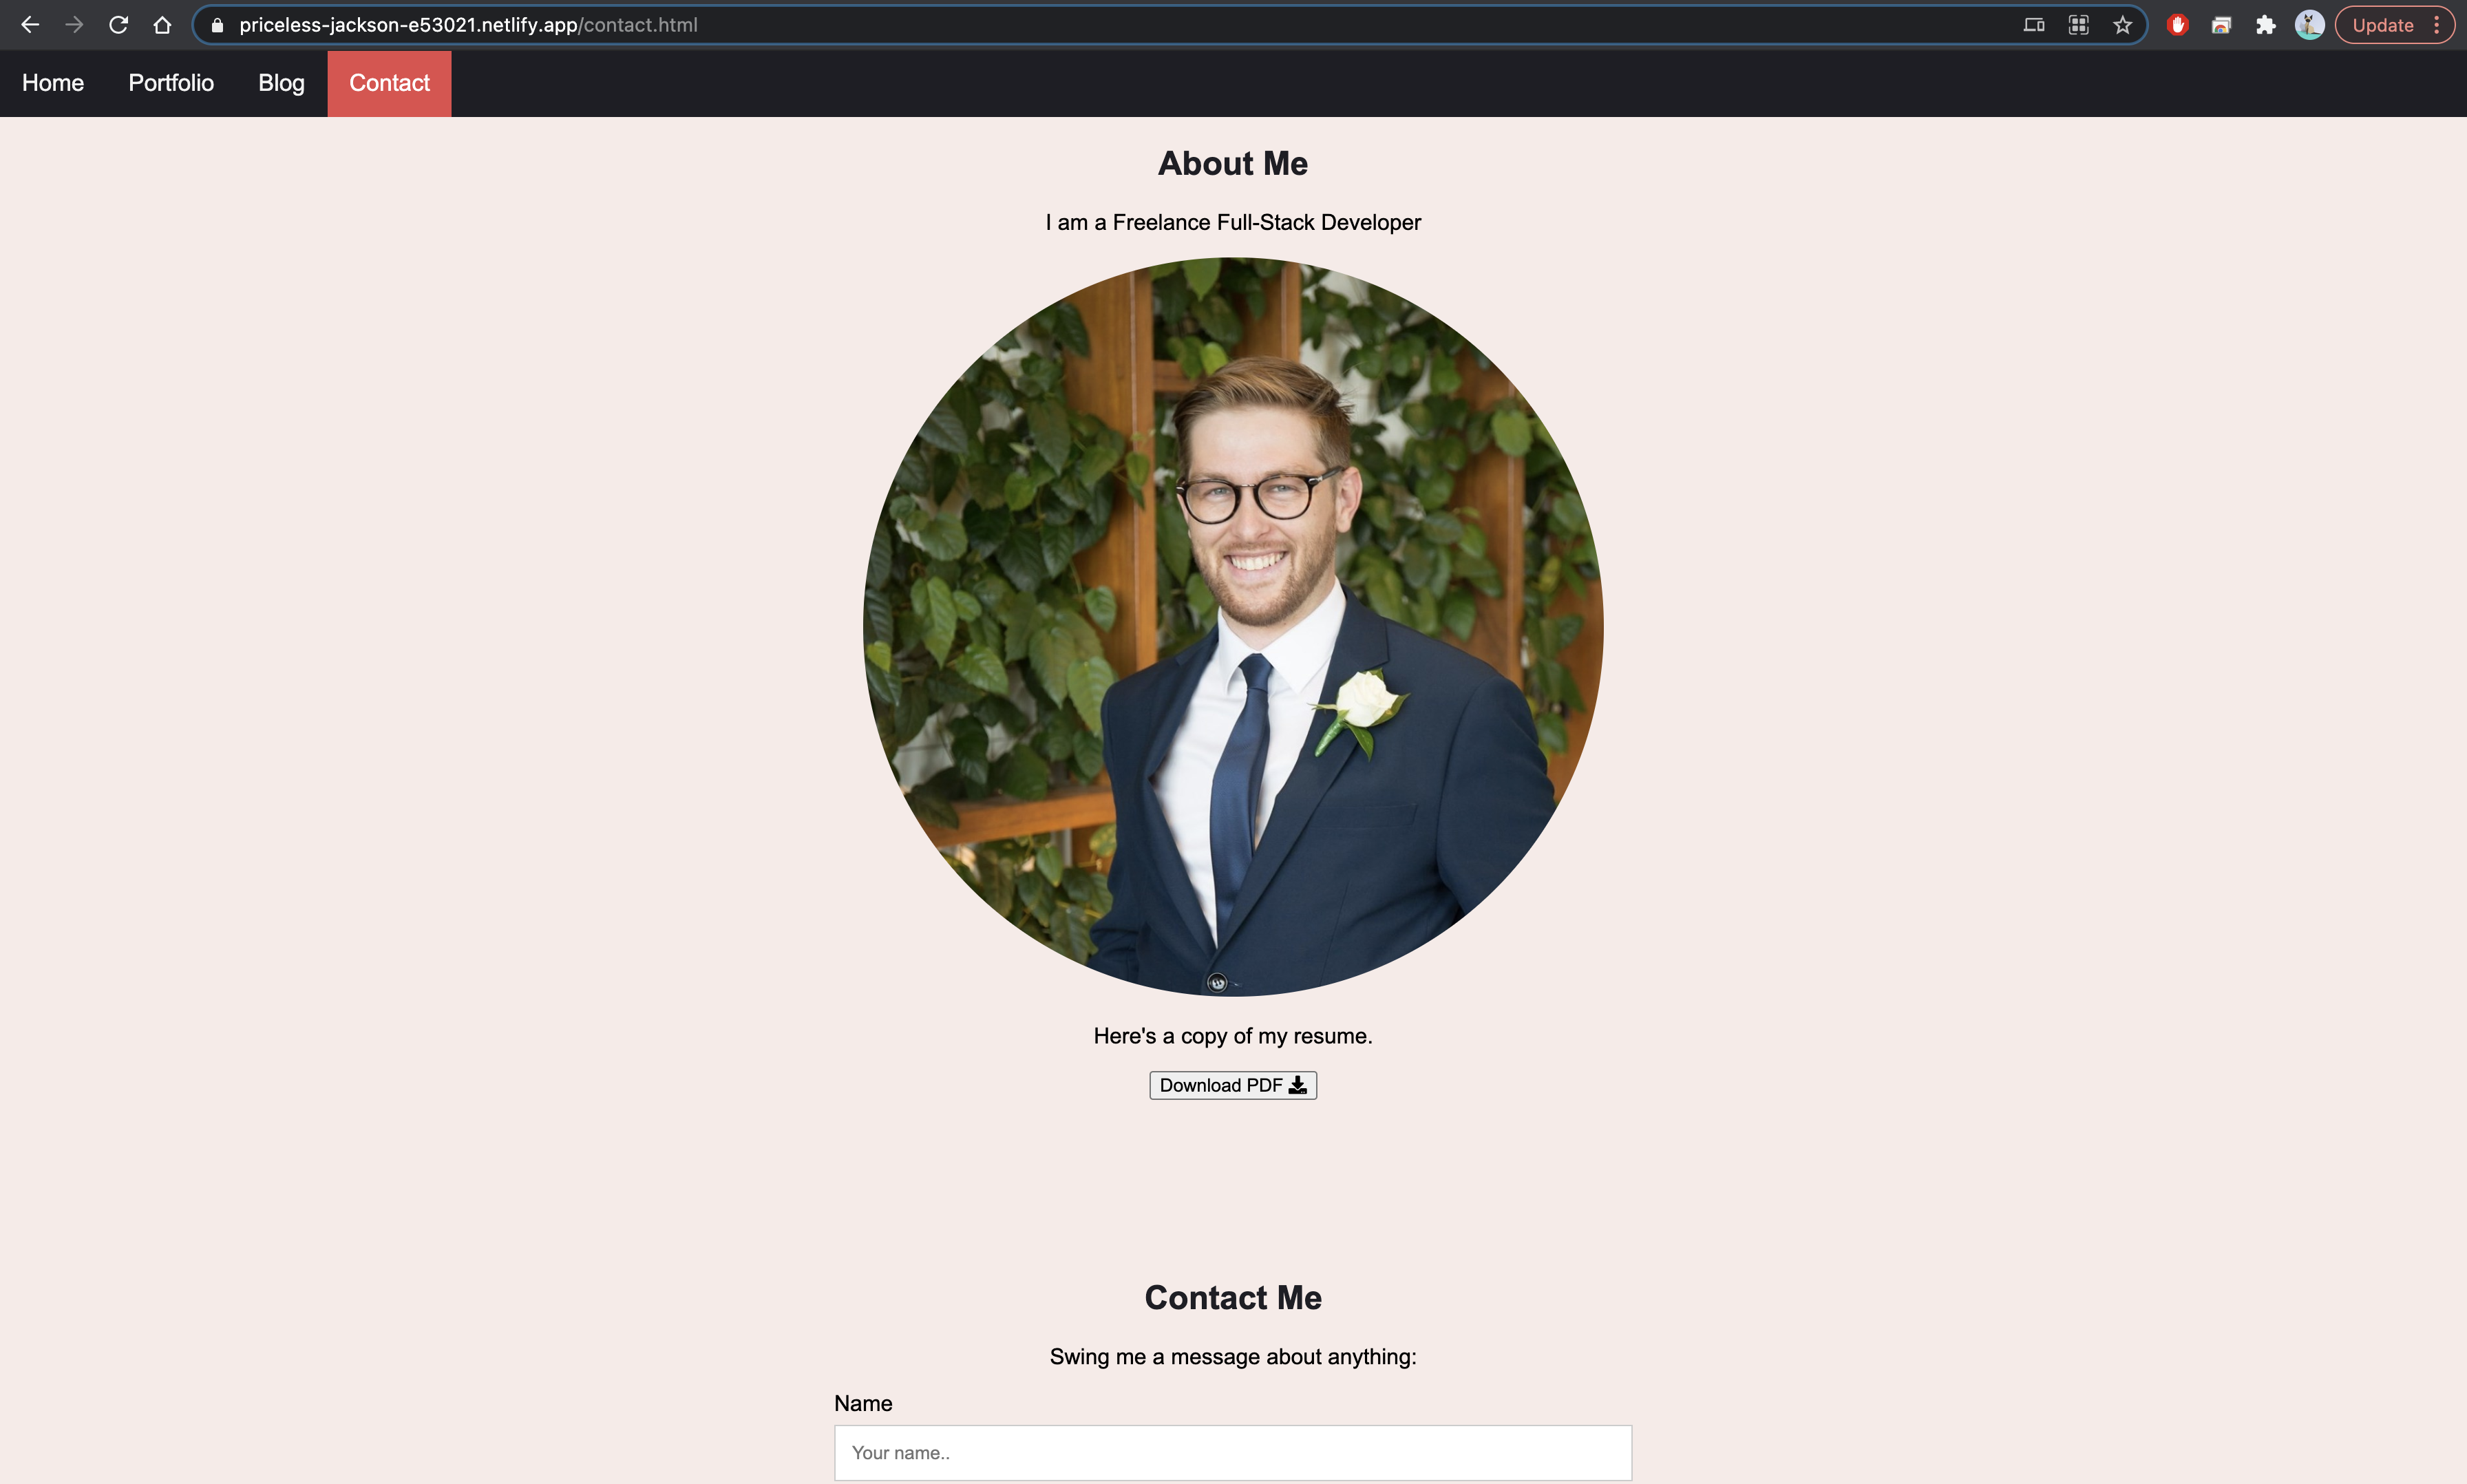 priceless-jackson-e53021.netlify.app/contact.html
Update
Home Portfolio Blog Contact
About Me
I am a Freelance Full-Stack Developer
Here's a copy of my resume.
Download PDF
Contact Me
Swing me a message about anything:
Name
Your name..